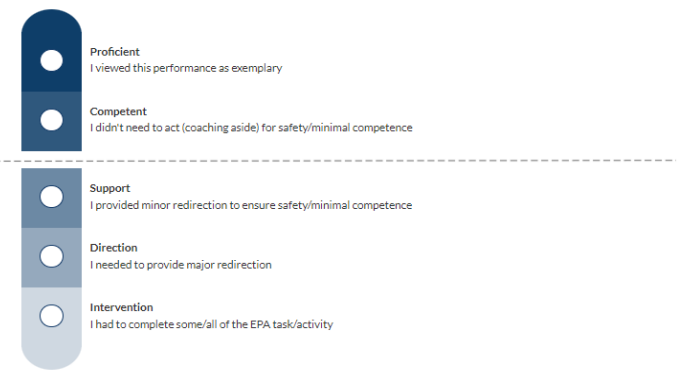 Proficient
I viewed this performance as exemplary
Competent
I didn't need to act (coaching aside) for safety/minimal competence
Support
I provided minor redirection to ensure safety/minimal competence
Direction
I needed to provide major redirection
Intervention
I had to complete some/all of the EPA task/activity